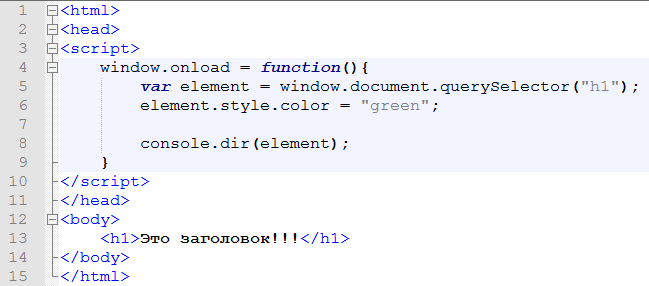 1 <html>
2 <head>
3 <script>
4 window.onload = function(){
5 var element = window.document.querySelector("h1");
6 element.style.color = "green";
7
8 console.dir(element);
9 }
10 </script>
11 </head>
12 <body>
13 <h1>Это заголовок!!!</h1>
14 </body>
15 </html>